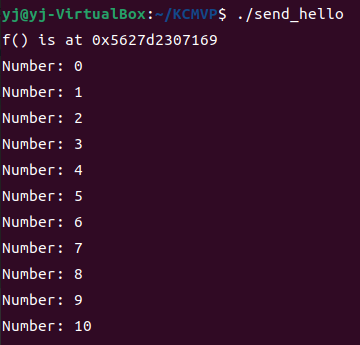 yj@yj-VirtualBox:~/KCMVP$ ./send_hello
f() is at 0x5627d2307169
Number: 0
Number: 1
Number: 2
Number: 3
Number: 4
Number: 5
Number: 6
Number: 7
Number: 8
Number: 9
Number: 10